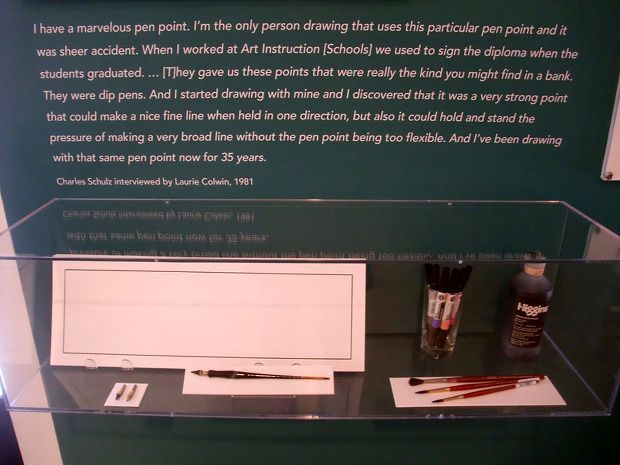 I have a marvelous pen point. I'm the only person drawing that uses this particular pen point and it
was sheer accident. When I worked at Art Instruction [Schools] we used to sign the diploma when the
students graduated. ... [T]hey gave us these points that were really the kind you might find in a bank.
They were dip pens. And I started drawing with mine and I discovered that it was a very strong point
that could make a nice fine line when held in one direction, but also it could hold and stand the
pressure of making a very broad line without the pen point being too flexible. And I've been drawing
with that same pen point now for 35 years.
Charles Schulz interviewed by Laurie Colwin, 1981
Higgins